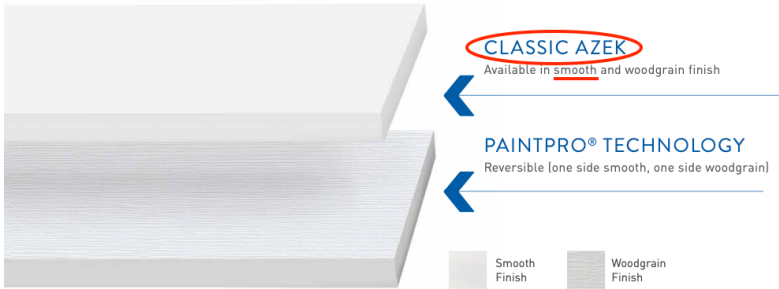 CLASSIC AZEK
Available in smooth and woodgrain finish
PAINTPRO® TECHNOLOGY
Reversible (one side smooth, one side woodgrain)
Smooth
Finish
Woodgrain
Finish